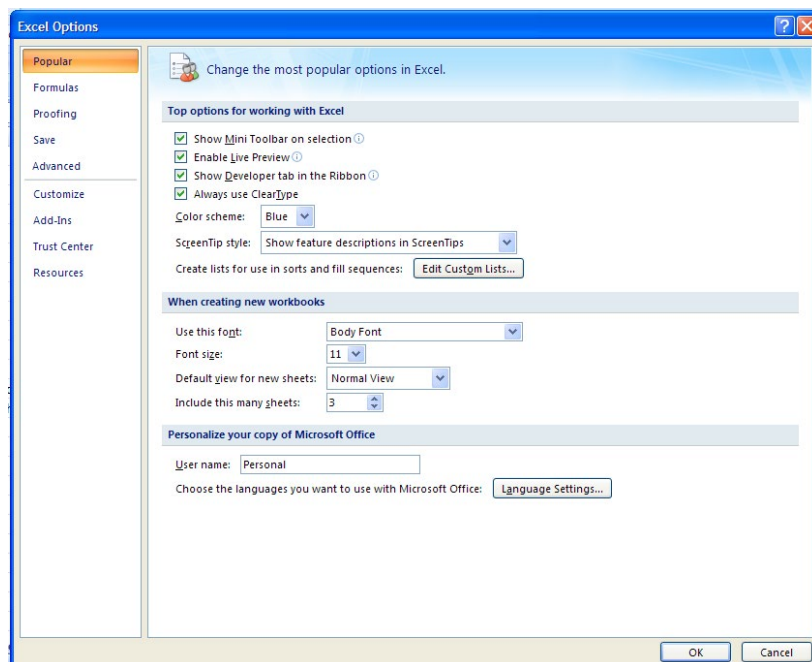 Excel Options
Popular
Formulas
Proofing
Save
Advanced
Customize
Add-Ins
Trust Center
Resources
Change the most popular options in Excel.
Top options for working with Excel
Show Mini Toolbar on selection
Enable Live Preview
Show Developer tab in the Ribbon
Always use ClearType
Color scheme: Blue
ScreenTip style: Show feature descriptions in ScreenTips
Create lists for use in sorts and fill sequences: Edit Custom Lists...
When creating new workbooks
Use this font: Body Font
Font size: 11
Default view for new sheets: Normal View
Include this many sheets: 3
Personalize your copy of Microsoft Office
User name: Personal
Choose the languages you want to use with Microsoft Office: Language Settings...
OK Cancel